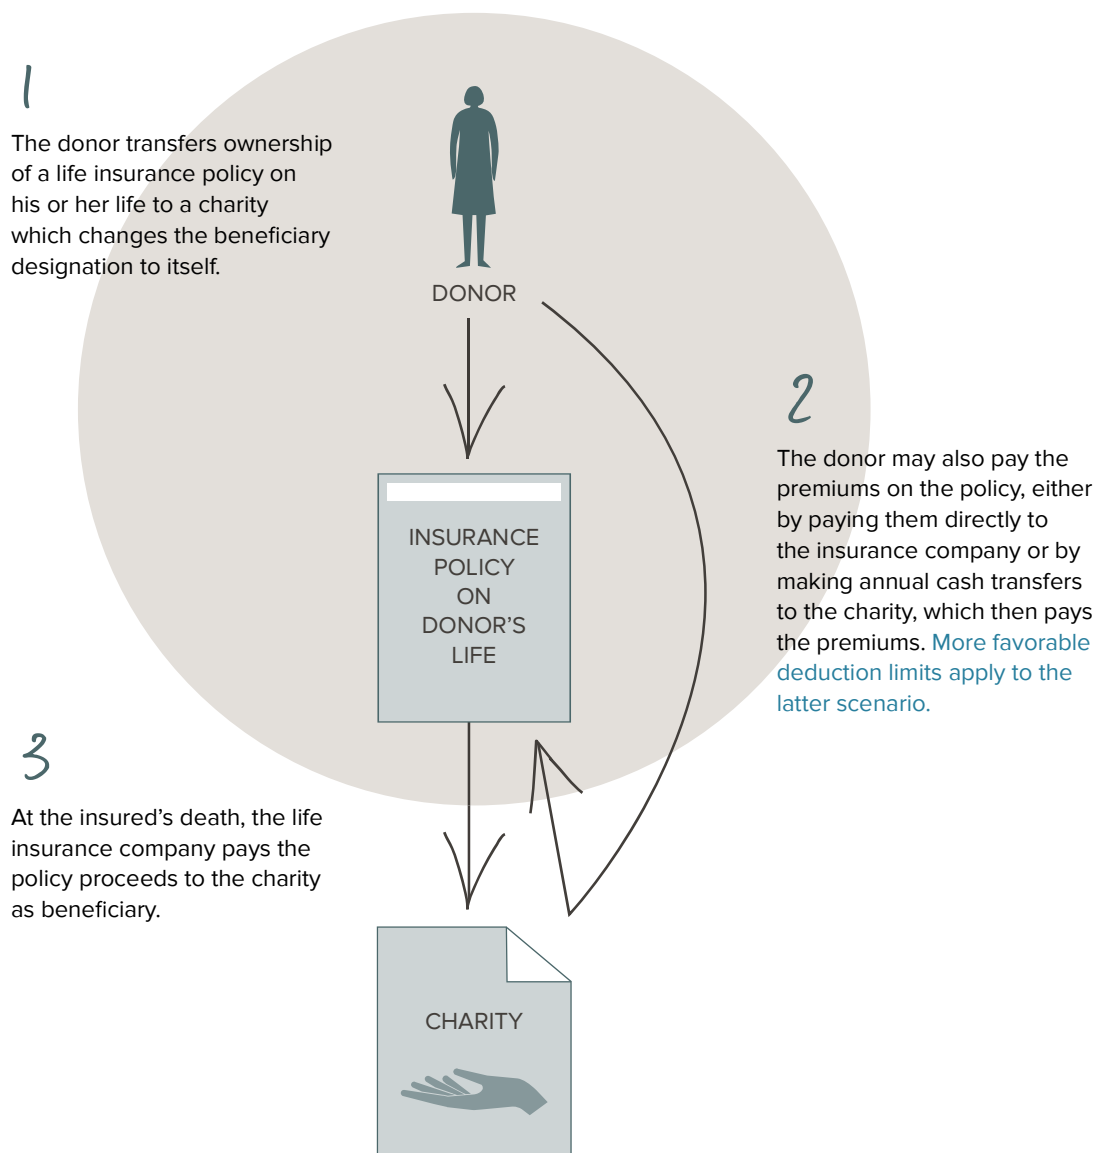 1
The donor transfers ownership
of a life insurance policy on
his or her life to a charity
which changes the beneficiary
designation to itself.
DONOR
INSURANCE
POLICY
ON
DONOR'S
LIFE
2
The donor may also pay the
premiums on the policy, either
by paying them directly to
the insurance company or by
making annual cash transfers
to the charity, which then pays
the premiums. More favorable
deduction limits apply to the
latter scenario.
3
At the insured's death, the life
insurance company pays the
policy proceeds to the charity
as beneficiary.
CHARITY